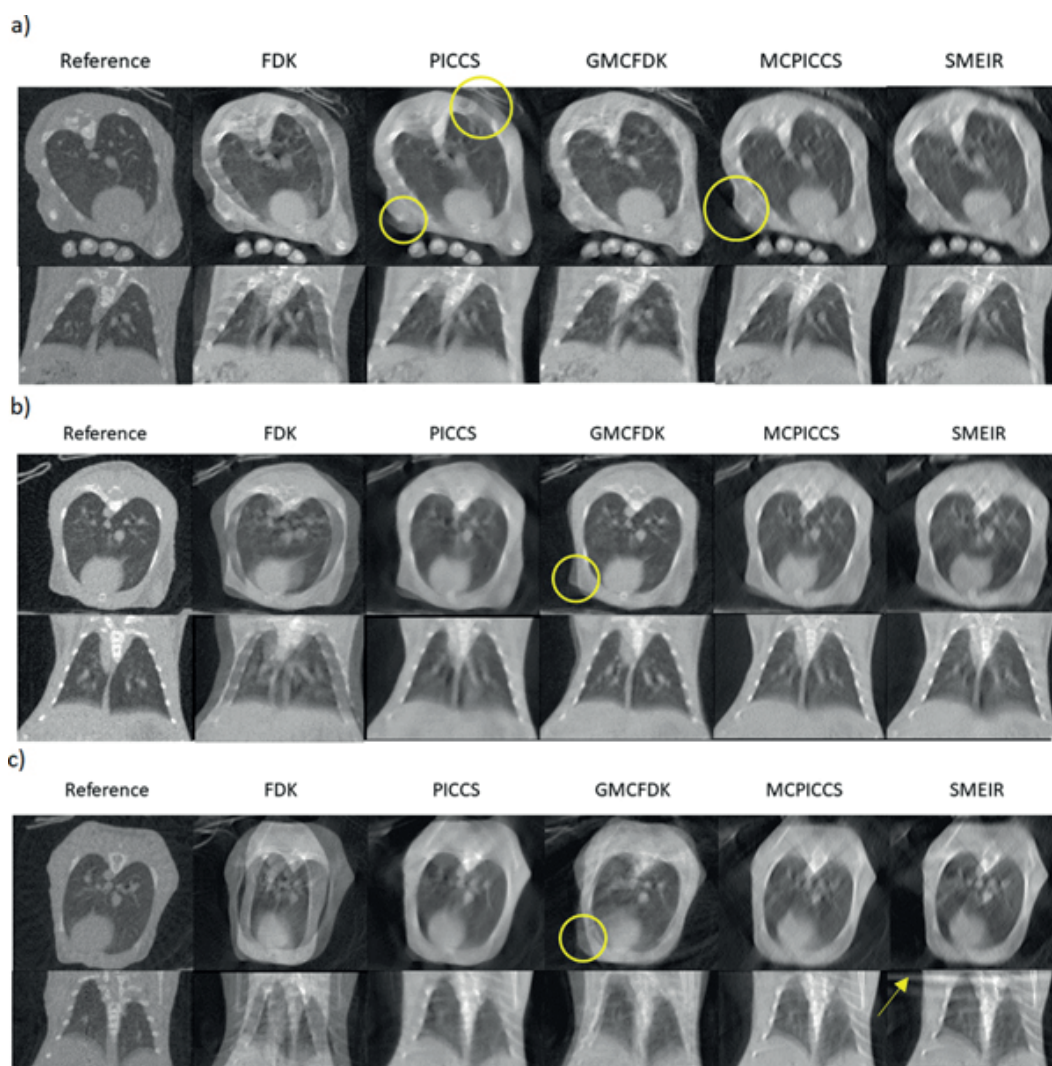 a)
Reference FDK PICCS GMCFDK MCPICCS SMEIR
b)
Reference FDK PICCS GMCFDK MCPICCS SMEIR
c)
Reference FDK PICCS GMCFDK MCPICCS SMEIR